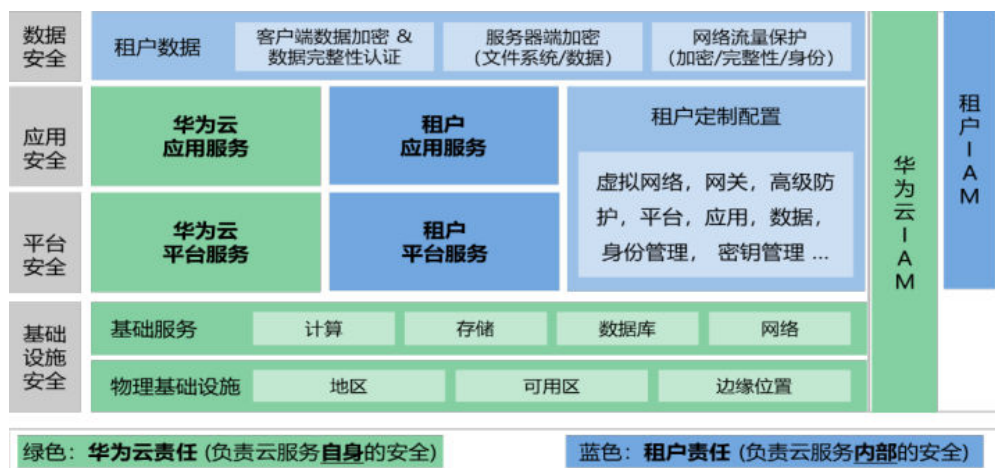 数据
安全
租户数据
客户端数据加密 &
数据完整性认证
服务器端加密
(文件系统/数据)
网络流量保护
(加密/完整性/身份)
应用
安全
华为云
应用服务
租户
应用服务
租户定制配置
虚拟网络，网关，高级防
护，平台，应用，数据，
身份管理， 密钥管理 ...
平台
安全
华为云
平台服务
租户
平台服务
基础
设施
安全
基础服务
计算
存储
数据库
网络
物理基础设施
地区
可用区
边缘位置
华为云IAM
租户IAM
绿色：华为云责任 (负责云服务自身的安全)
蓝色：租户责任 (负责云服务内部的安全)